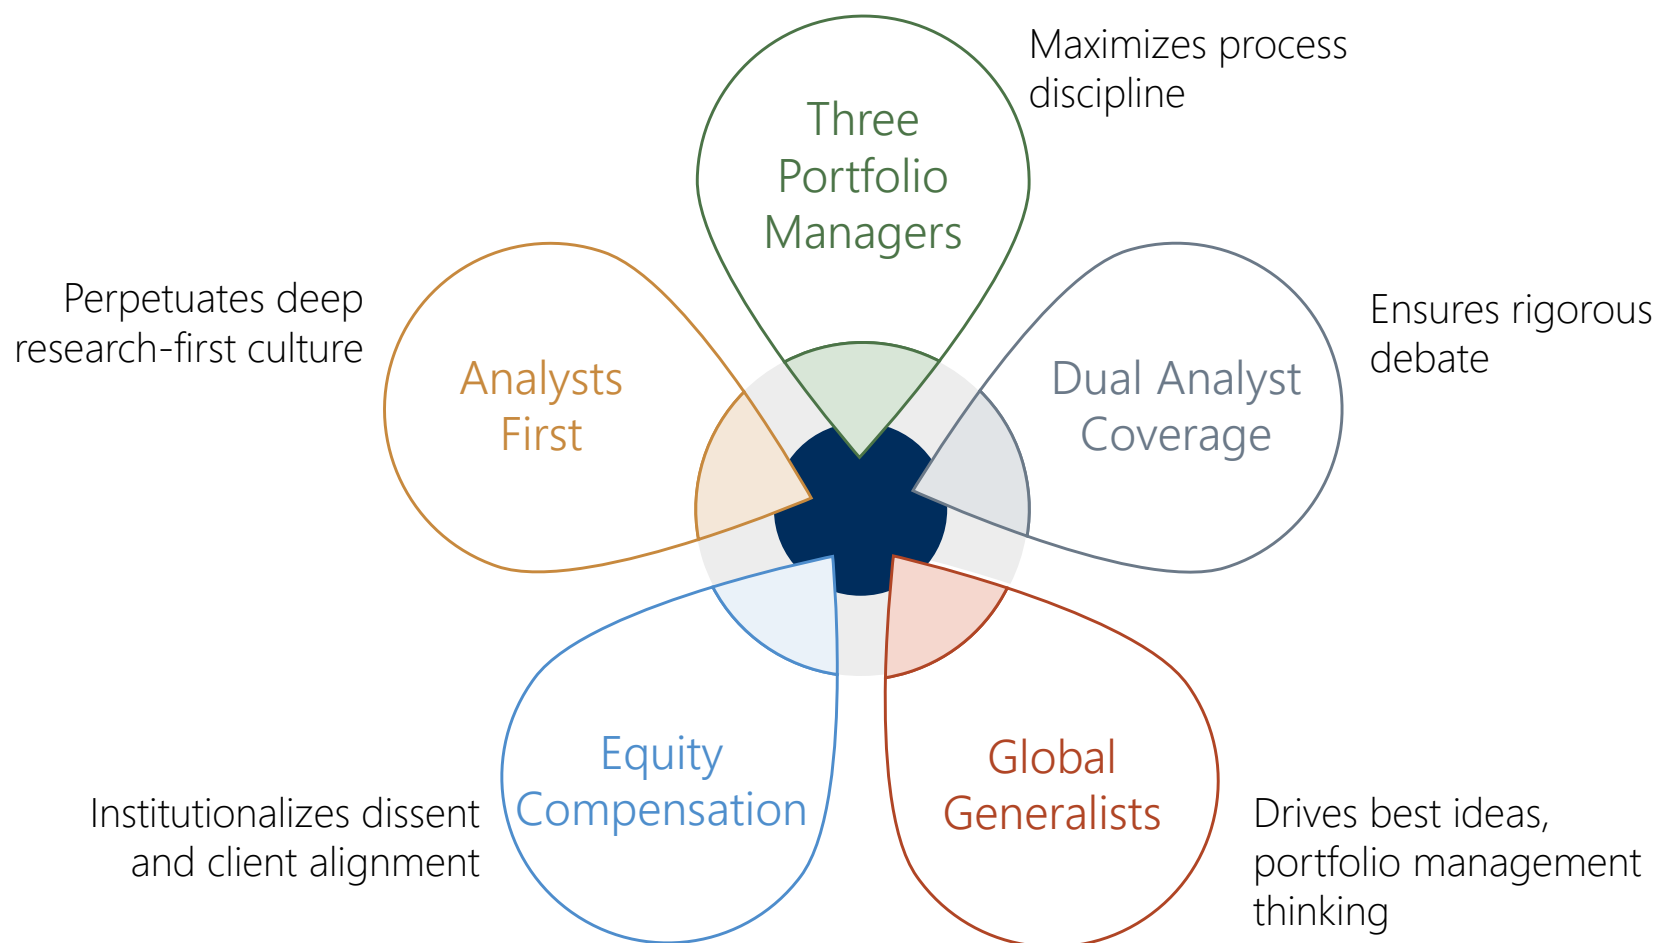 Maximizes process
discipline
Three
Portfolio
Managers
Perpetuates deep
research-first culture
Analysts
First
Dual Analyst
Coverage
Ensures rigorous
debate
Equity
Compensation
Institutionalizes dissent
and client alignment
Global
Generalists
Drives best ideas,
portfolio management
thinking